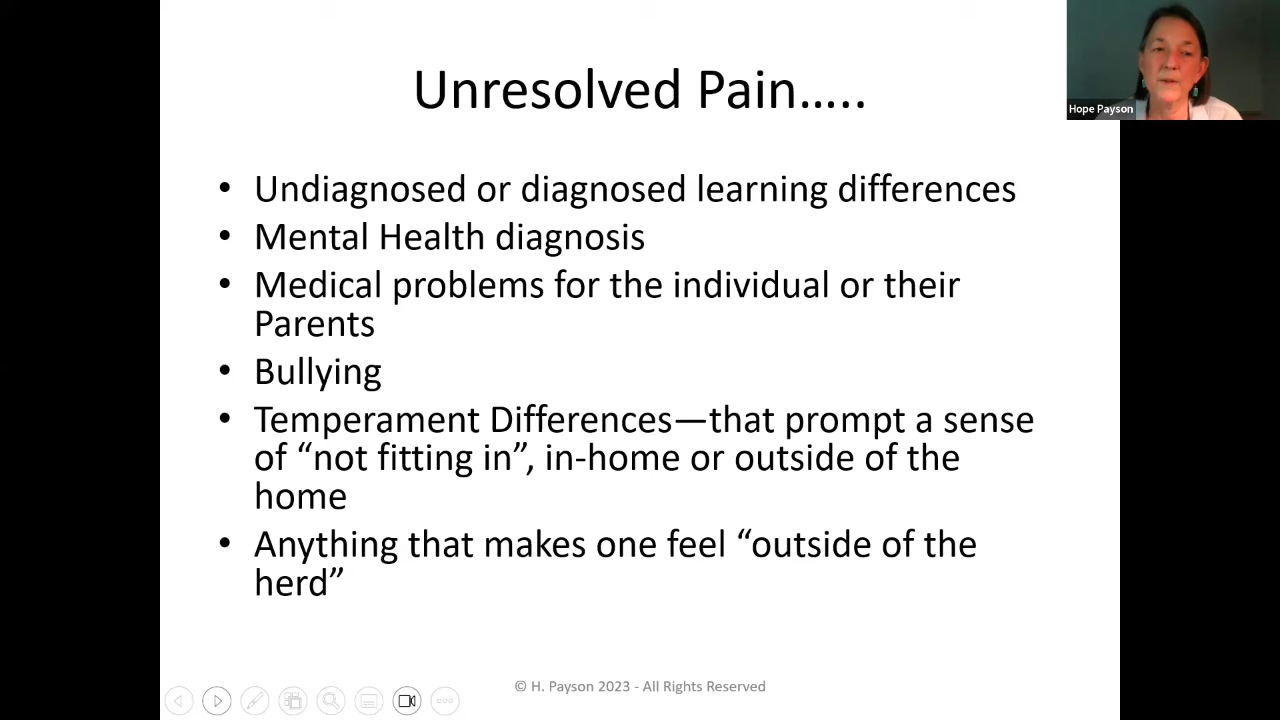 Unresolved Pain…..
Hope Payson
• Undiagnosed or diagnosed learning differences
• Mental Health diagnosis
• Medical problems for the individual or their
Parents
• Bullying
• Temperament Differences—that prompt a sense
of “not fitting in”, in-home or outside of the
home
• Anything that makes one feel “outside of the
herd”
© H. Payson 2023 - All Rights Reserved